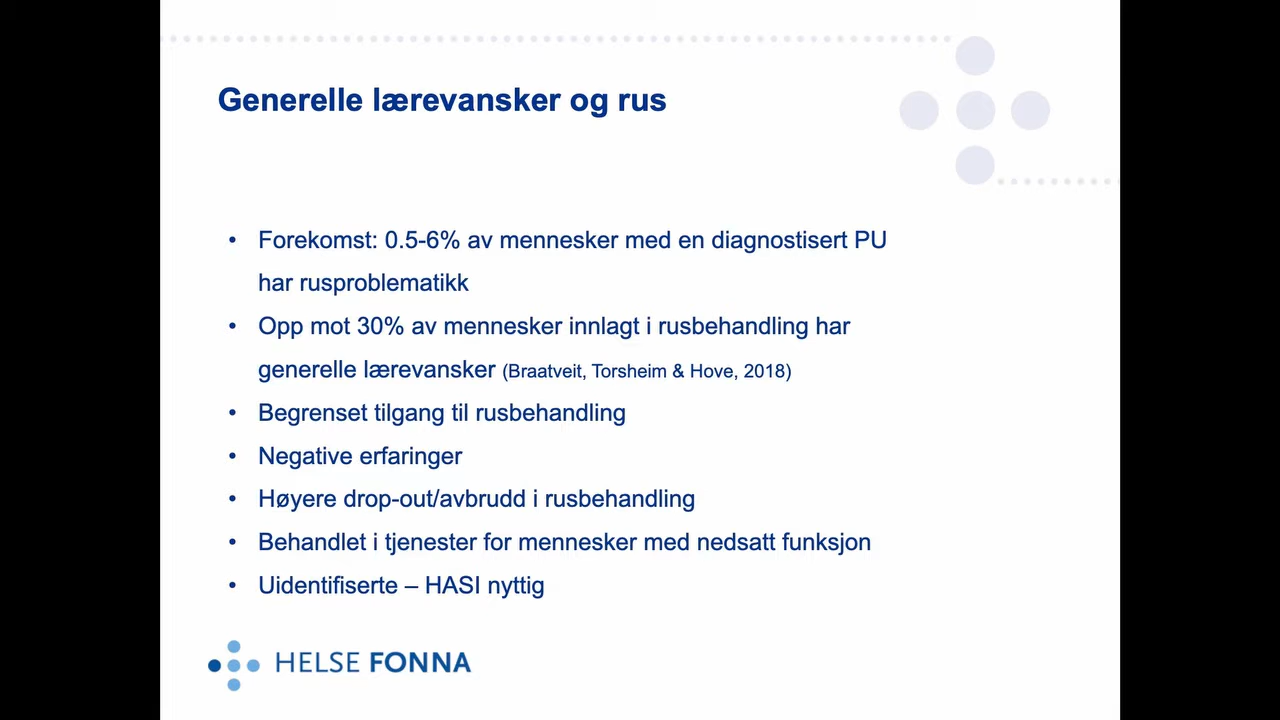 Generelle lærevansker og rus
• Forekomst: 0.5-6% av mennesker med en diagnostisert PU
har rusproblematikk
• Opp mot 30% av mennesker innlagt i rusbehandling har
generelle lærevansker (Braatveit, Torsheim & Hove, 2018)
• Begrenset tilgang til rusbehandling
• Negative erfaringer
• Høyere drop-out/avbrudd i rusbehandling
• Behandlet i tjenester for mennesker med nedsatt funksjon
• Uidentifiserte – HASI nyttig
HELSE FONNA